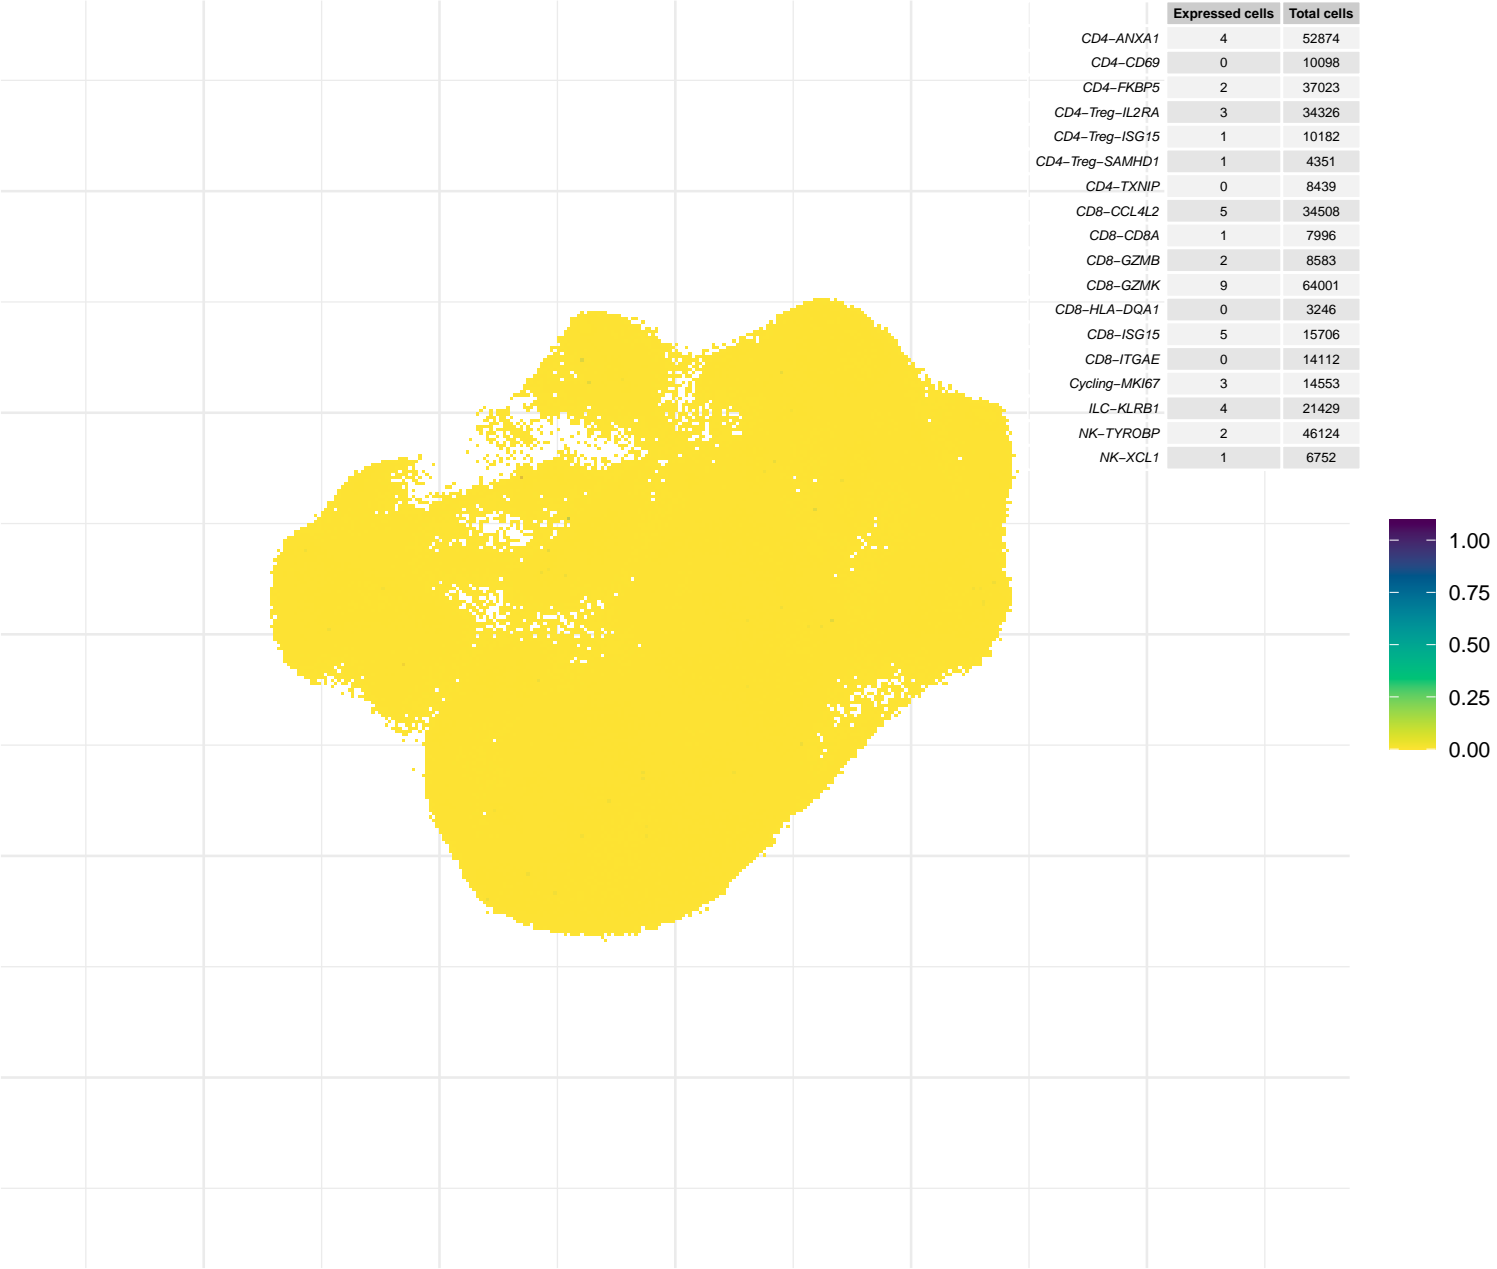 Expressed cells Total cells
CD4−ANXA1 4 52874
CD4−CD69 0 10098
CD4−FKBP5 2 37023
CD4−Treg−IL2RA 3 34326
CD4−Treg−ISG15 1 10182
CD4−Treg−SAMHD1 1 4351
CD4−TXNIP 0 8439
CD8−CCL4L2 5 34508
CD8−CD8A 1 7996
CD8−GZMB 2 8583
CD8−GZMK 9 64001
CD8−HLA−DQA1 0 3246
CD8−ISG15 5 15706
CD8−ITGAE 0 14112
Cycling−MKI67 3 14553
ILC−KLRB1 4 21429
NK−TYROBP 2 46124
NK−XCL1 1 6752
1.00
0.75
0.50
0.25
0.00